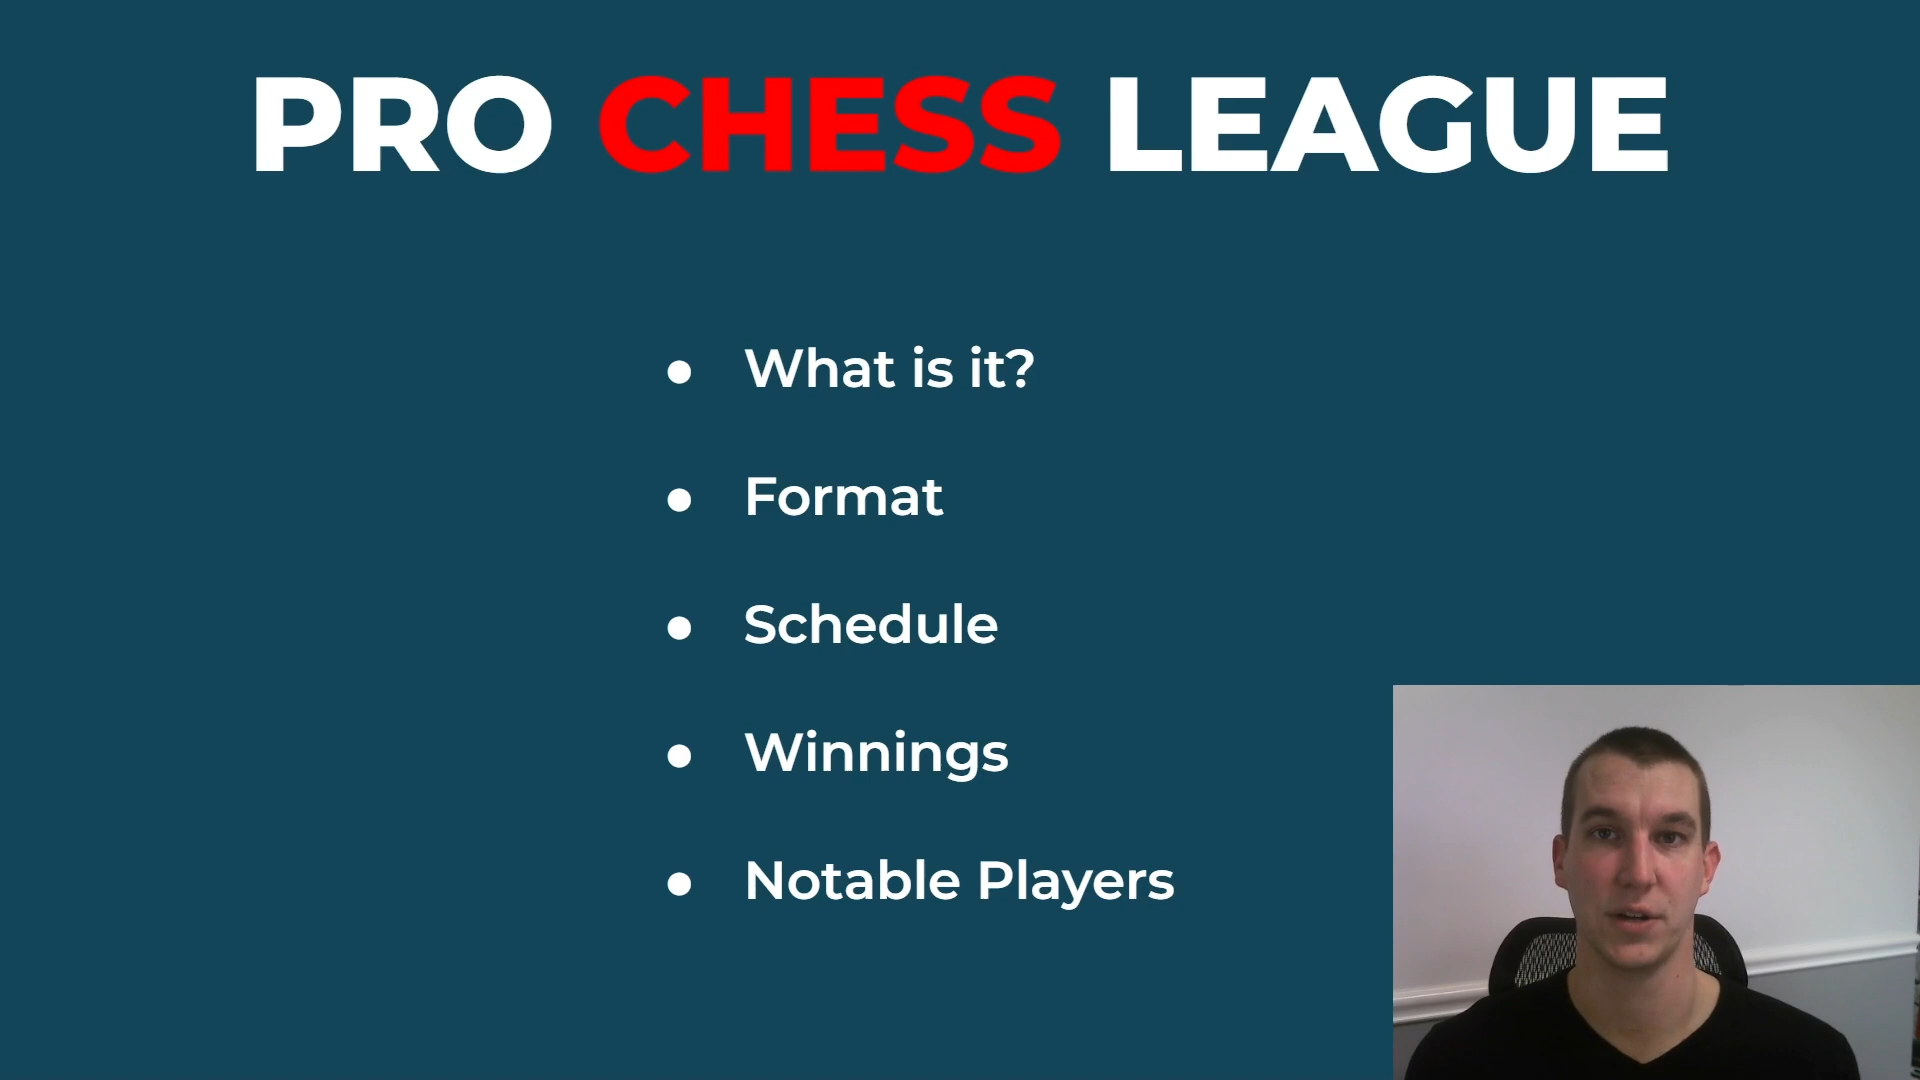 PRO CHESS LEAGUE
● What is it?
● Format
● Schedule
● Winnings
● Notable Players